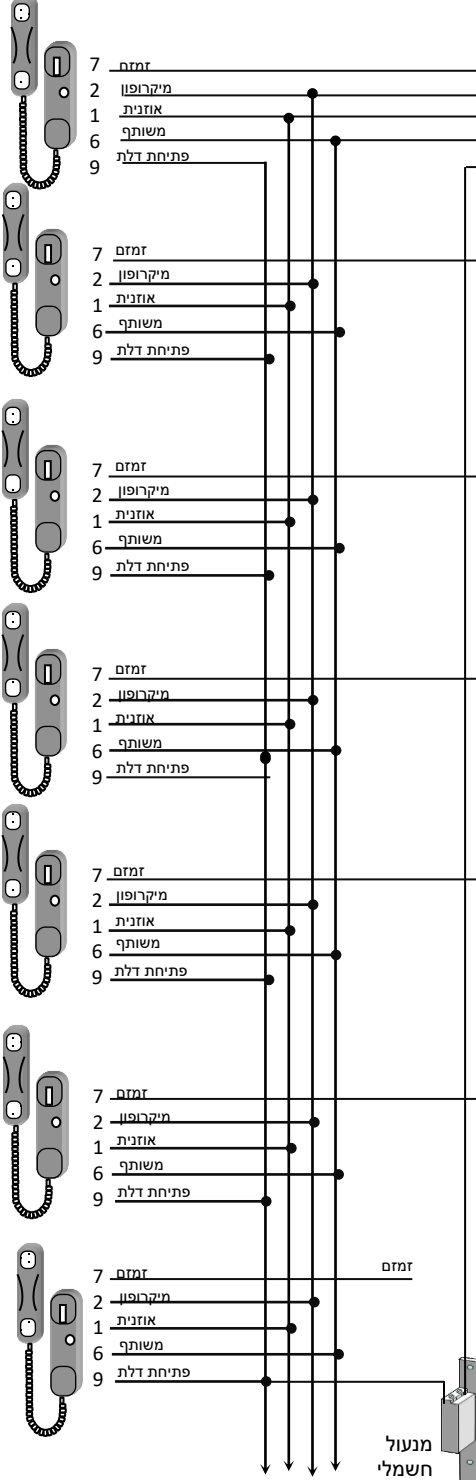 7 זמזם
2 מיקרופון
1 אוזנית
6 משותף
9 פתיחת דלת
7 זמזם
2 מיקרופון
1 אוזנית
6 משותף
9 פתיחת דלת
7 זמזם
2 מיקרופון
1 אוזנית
6 משותף
9 פתיחת דלת
7 זמזם
2 מיקרופון
1 אוזנית
6 משותף
9 פתיחת דלת
7 זמזם
2 מיקרופון
1 אוזנית
6 משותף
9 פתיחת דלת
7 זמזם
2 מיקרופון
1 אוזנית
6 משותף
9 פתיחת דלת
7 זמזם זמזם
2 מיקרופון
1 אוזנית
6 משותף
9 פתיחת דלת
מנעול
חשמלי